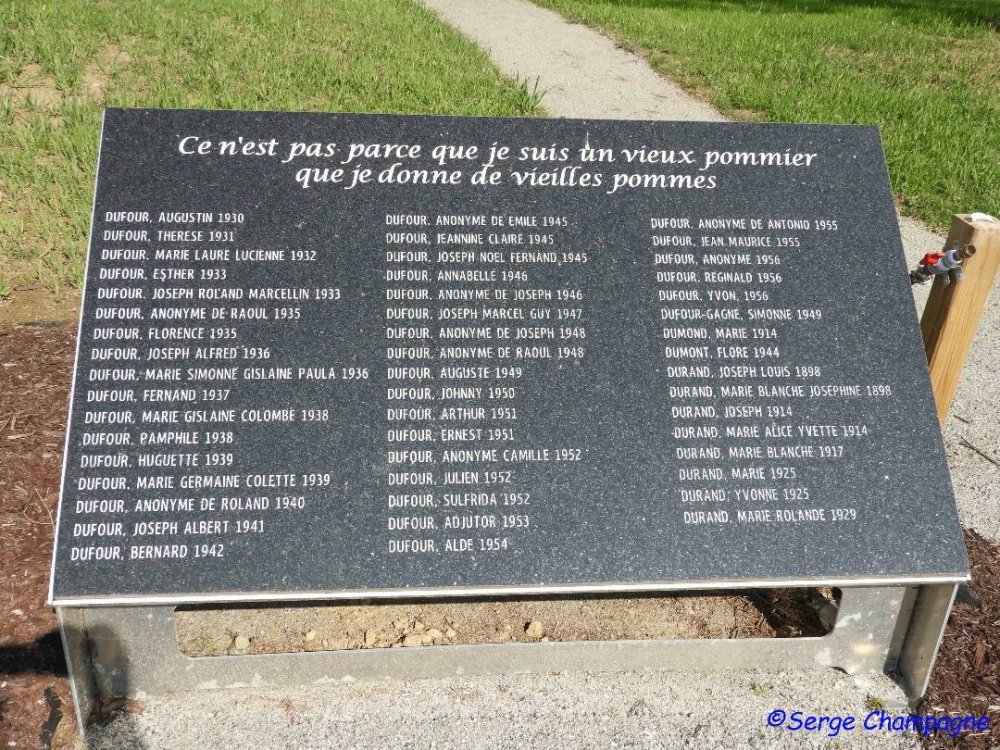 Ce n'est pas parce que je suis un vieux pommier
que je donne de vieilles pommes
DUFOUR, AUGUSTIN 1930
DUFOUR, THERESE 1931
DUFOUR, MARIE LAURE LUCIENNE 1932
DUFOUR, ESTHER 1933
DUFOUR, JOSEPH ROLAND MARCELLIN 1933
DUFOUR, ANONYME DE RAOUL 1935
DUFOUR, FLORENCE 1935
DUFOUR, JOSEPH ALFRED 1936
DUFOUR, MARIE SIMONNE GISLAINE PAULA 1936
DUFOUR, FERNAND 1937
DUFOUR, MARIE GISLAINE COLOMBE 1938
DUFOUR, PAMPHILE 1938
DUFOUR, HUGUETTE 1939
DUFOUR, MARIE GERMAINE COLETTE 1939
DUFOUR, ANONYME DE ROLAND 1940
DUFOUR, JOSEPH ALBERT 1941
DUFOUR, BERNARD 1942
DUFOUR, ANONYME DE EMILE 1945
DUFOUR, JEANNINE CLAIRE 1945
DUFOUR, JOSEPH NOEL FERNAND 1945
DUFOUR, ANNABELLE 1946
DUFOUR, ANONYME DE JOSEPH 1946
DUFOUR, JOSEPH MARCEL GUY 1947
DUFOUR, ANONYME DE JOSEPH 1948
DUFOUR, ANONYME DE RAOUL 1948
DUFOUR, AUGUSTE 1949
DUFOUR, JOHNNY 1950
DUFOUR, ARTHUR 1951
DUFOUR, ERNEST 1951
DUFOUR, ANONYME CAMILLE 1952
DUFOUR, JULIEN 1952
DUFOUR, SULFRIDA 1952
DUFOUR, ADJUTOR 1953
DUFOUR, ALDE 1954
DUFOUR, ANONYME DE ANTONIO 1955
DUFOUR, JEAN MAURICE 1955
DUFOUR, ANONYME 1956
DUFOUR, REGINALD 1956
DUFOUR, YVON, 1956
DUFOUR-GAGNE, SIMONNE 1949
DUMOND, MARIE 1914
DUMONT, FLORE 1944
DURAND, JOSEPH LOUIS 1898
DURAND, MARIE BLANCHE JOSEPHINE 1898
DURAND, JOSEPH 1914
DURAND, MARIE ALICE YVETTE 1914
DURAND, MARIE BLANCHE 1917
DURAND, MARIE 1925
DURAND, YVONNE 1925
DURAND, MARIE ROLANDE 1929
©Serge Champagne